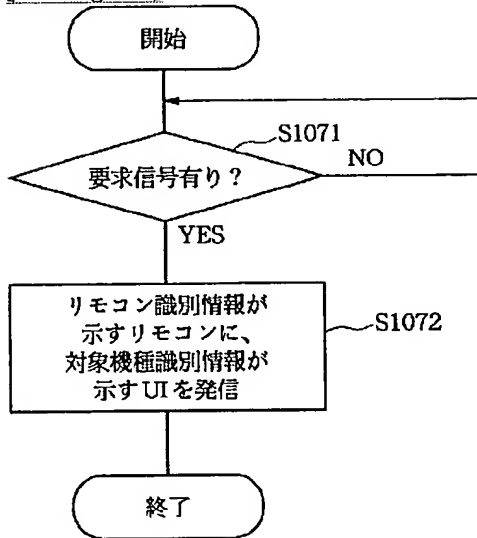 開始
S1071
要求信号有り?
NO
YES
リモコン識別情報が
示すリモコンに、
対象機種識別情報が
示すUIを発信
S1072
終了